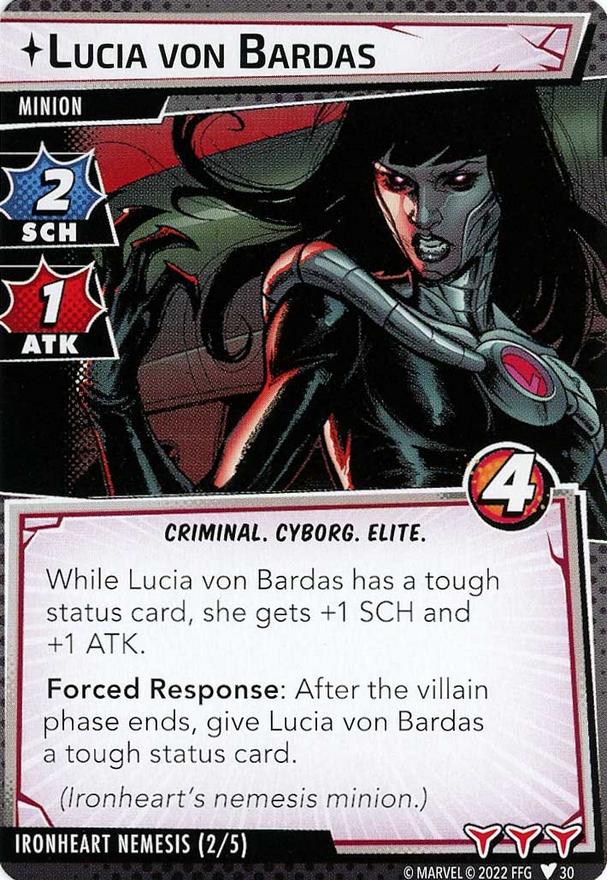 LUCIA VON BARDAS
MINION
2
SCH
1
ATK
4
CRIMINAL. CYBORG. ELITE.
While Lucia von Bardas has a tough
status card, she gets +1 SCH and
+1 ATK.
Forced Response: After the villain
phase ends, give Lucia von Bardas
a tough status card.
(Ironheart's nemesis minion.)
IRONHEART NEMESIS (2/5)
© MARVEL © 2022 FFG 30